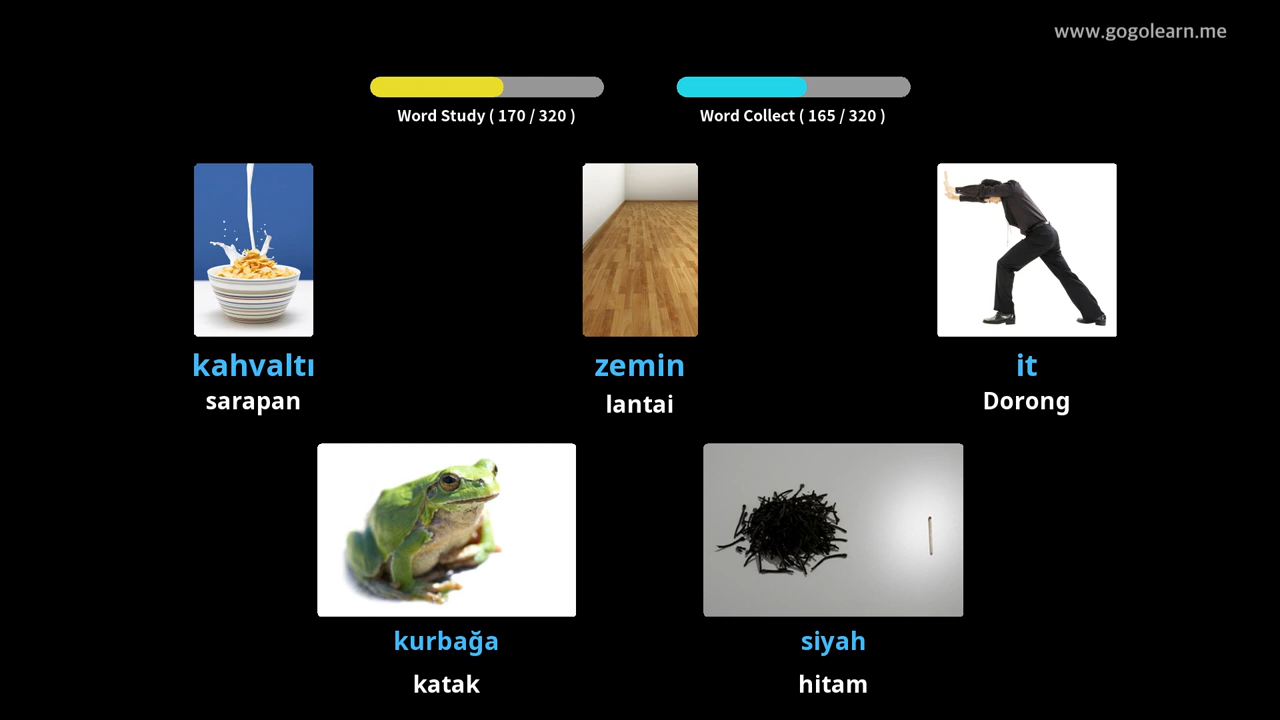 www.gogolearn.me
Word Study ( 170 / 320 )
Word Collect ( 165 / 320 )
kahvaltı
sarapan
zemin
lantai
it
Dorong
kurbağa
katak
siyah
hitam